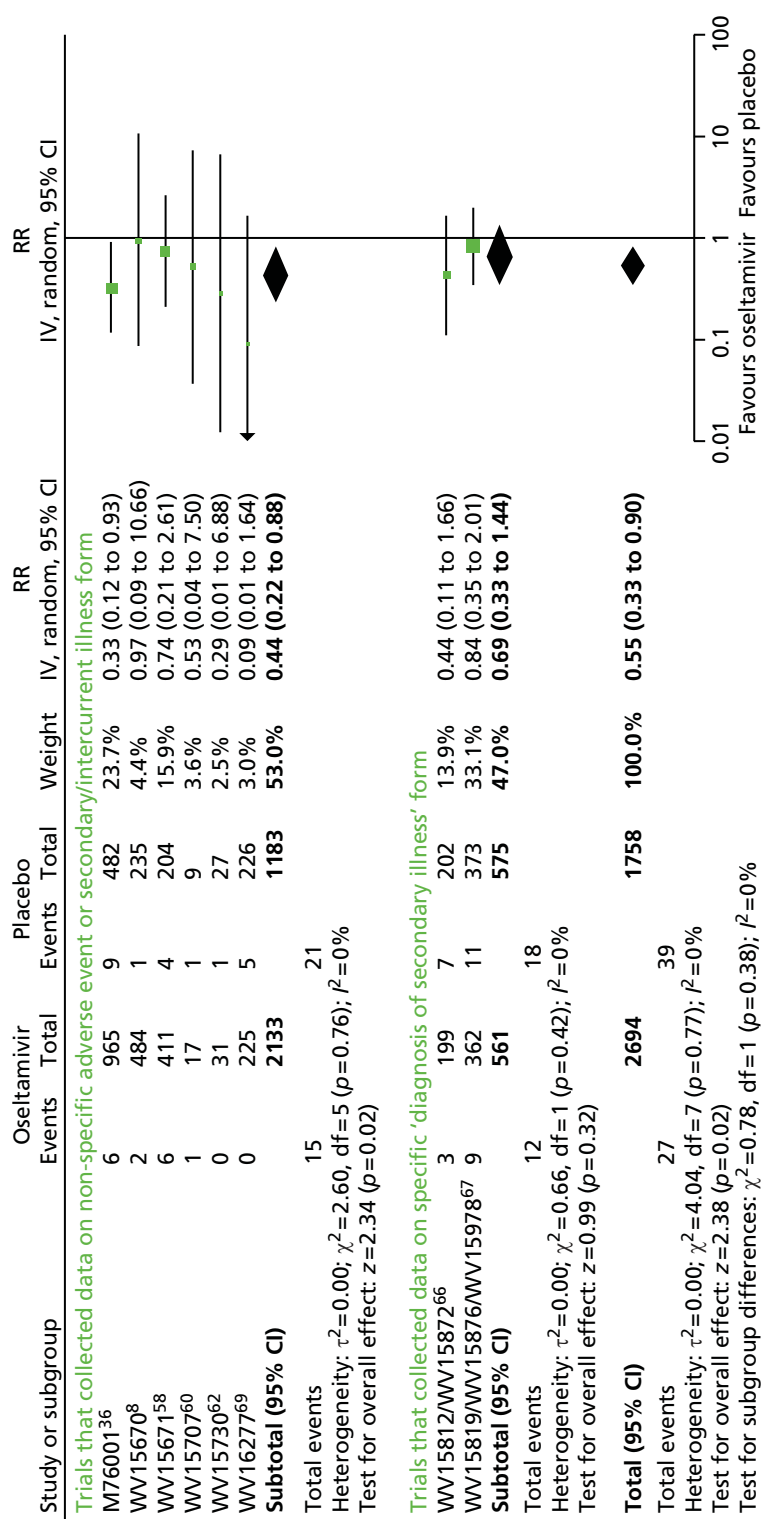 Oseltamivir Placebo RR RR
Study or subgroup Events Total Events Total Weight IV, random, 95% CI IV, random, 95% CI
Trials that collected data on non-specific adverse event or secondary/intercurrent illness form
M76001³⁶ 6 965 9 482 23.7% 0.33 (0.12 to 0.93)
WV15670⁸ 2 484 1 235 4.4% 0.97 (0.09 to 10.66)
WV15671⁵⁸ 6 411 4 204 15.9% 0.74 (0.21 to 2.61)
WV15707⁶⁰ 1 17 1 9 3.6% 0.53 (0.04 to 7.50)
WV15730⁶² 0 31 1 27 2.5% 0.29 (0.01 to 6.88)
WV16277⁶⁹ 0 225 5 226 3.0% 0.09 (0.01 to 1.64)
Subtotal (95% CI) 2133 1183 53.0% 0.44 (0.22 to 0.88)
Total events 15 21
Heterogeneity: τ²=0.00; χ²=2.60, df=5 (p=0.76); I²=0%
Test for overall effect: z=2.34 (p=0.02)
Trials that collected data on specific ‘diagnosis of secondary illness’ form
WV15812/WV15872⁶⁶ 3 199 7 202 13.9% 0.44 (0.11 to 1.66)
WV15819/WV15876/WV15978⁶⁷ 9 362 11 373 33.1% 0.84 (0.35 to 2.01)
Subtotal (95% CI) 561 575 47.0% 0.69 (0.33 to 1.44)
Total events 12 18
Heterogeneity: τ²=0.00; χ²=0.66, df=1 (p=0.42); I²=0%
Test for overall effect: z=0.99 (p=0.32)
Total (95% CI) 2694 1758 100.0% 0.55 (0.33 to 0.90)
Total events 27 39
Heterogeneity: τ²=0.00; χ²=4.04, df=7 (p=0.77); I²=0%
Test for overall effect: z=2.38 (p=0.02)
Test for subgroup differences: χ²=0.78, df=1 (p=0.38); I²=0%
0.01 0.1 1 10 100
Favours oseltamivir Favours placebo